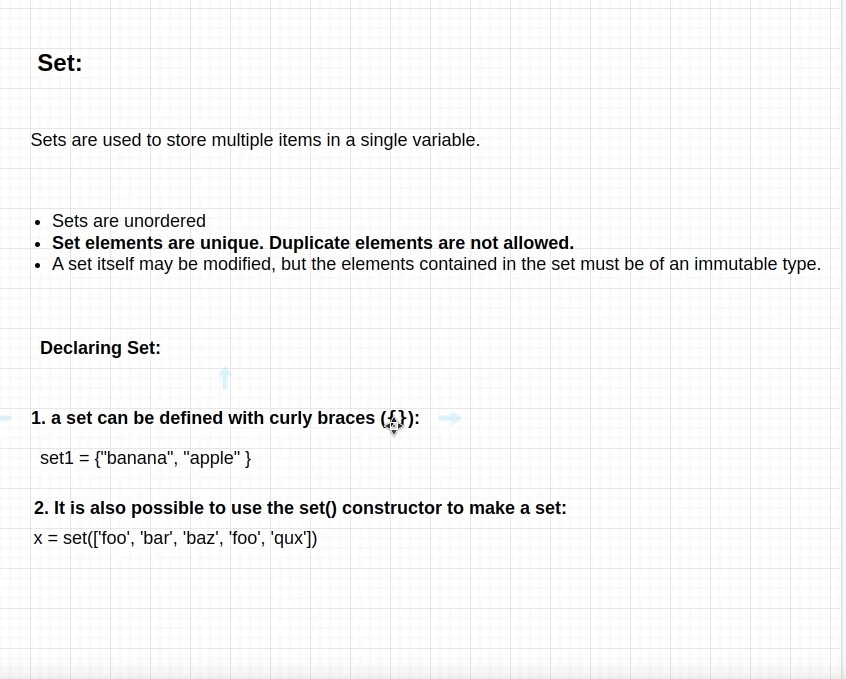 Set:
Sets are used to store multiple items in a single variable.
• Sets are unordered
• Set elements are unique. Duplicate elements are not allowed.
• A set itself may be modified, but the elements contained in the set must be of an immutable type.
Declaring Set:
1. a set can be defined with curly braces ({}):
set1 = {"banana", "apple" }
2. It is also possible to use the set() constructor to make a set:
x = set(['foo', 'bar', 'baz', 'foo', 'qux'])